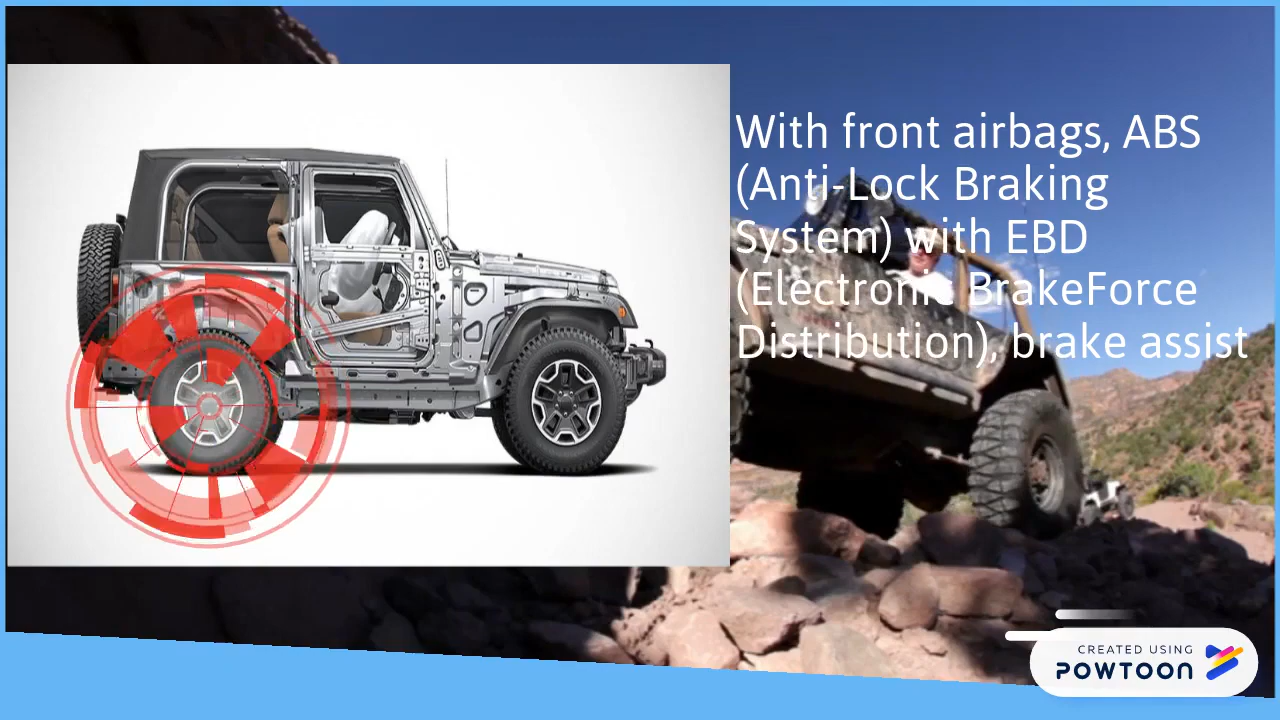 With front airbags, ABS
(Anti-Lock Braking
System) with EBD
(Electronic BrakeForce
Distribution), brake assist
CREATED USING
POWTOON